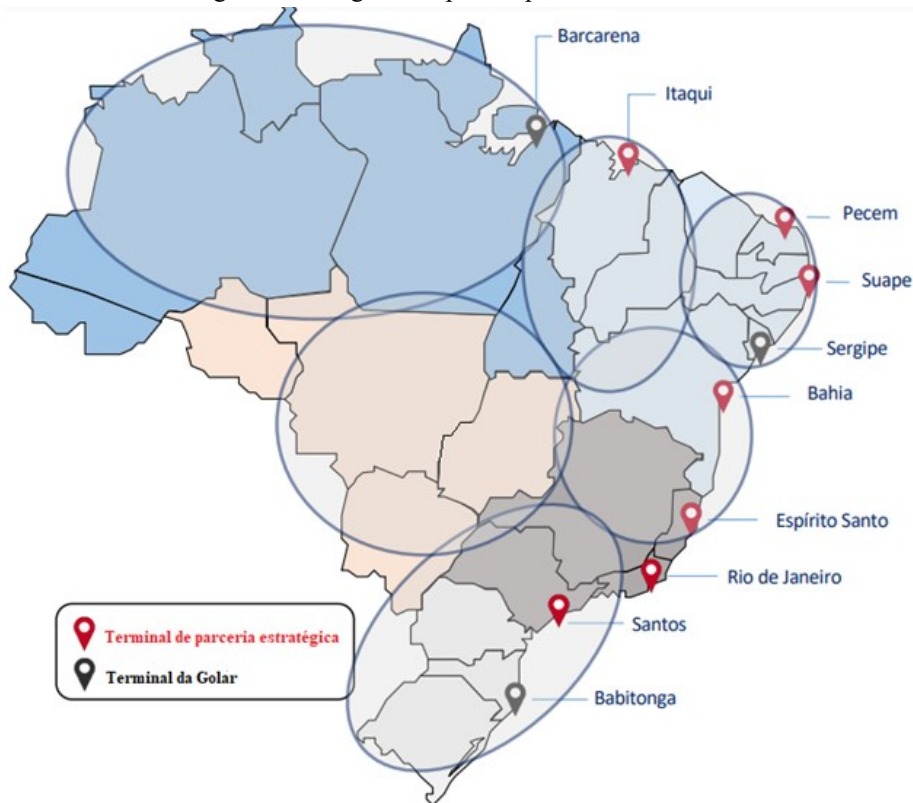 Barcarena
Itaqui
Pecem
Suape
Sergipe
Bahia
Espírito Santo
Rio de Janeiro
Santos
Babitonga
Terminal de parceria estratégica
Terminal da Golar